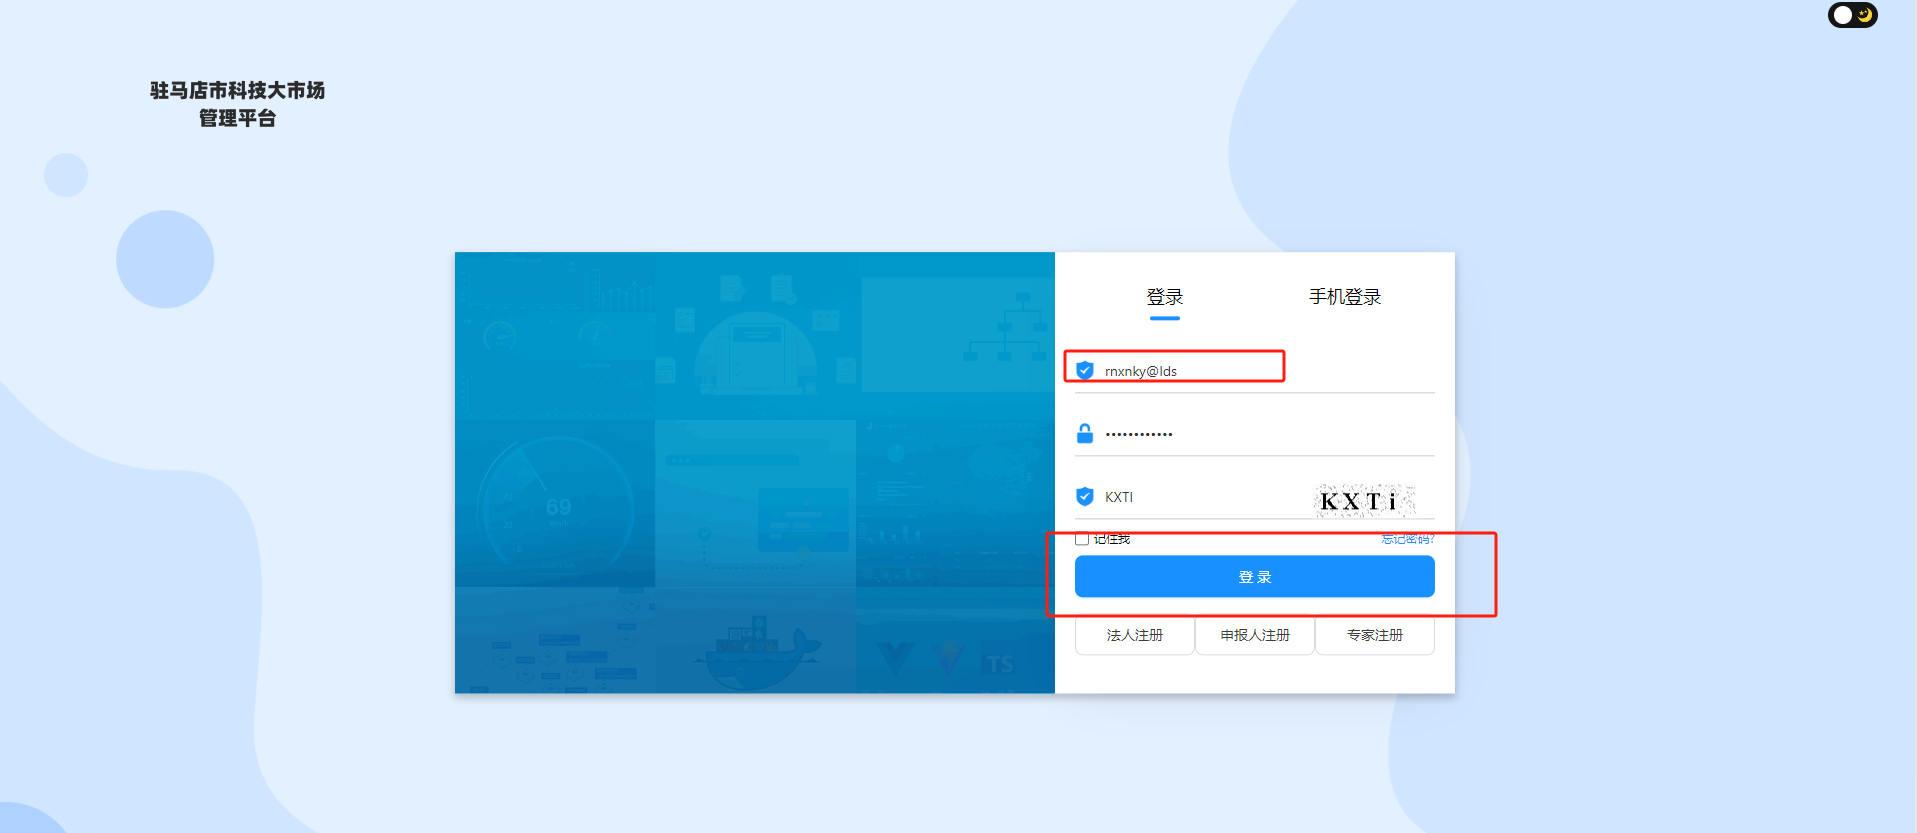 驻马店市科技大市场
管理平台
登录
手机登录
rnxnky@lds
KXTI
KXTi
记住我
忘记密码?
登 录
法人注册
申报人注册
专家注册
69
TS